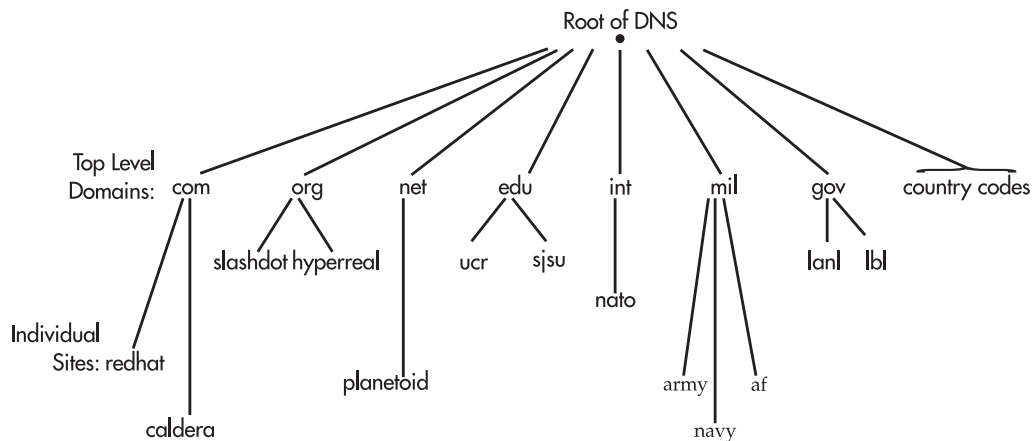 Root of DNS
Top Level
Domains: com org net edu int mil gov country codes
slashdot hyperreal ucr sjsu lanl lbl
nato
Individual
Sites: redhat
planetoid army af
caldera navy